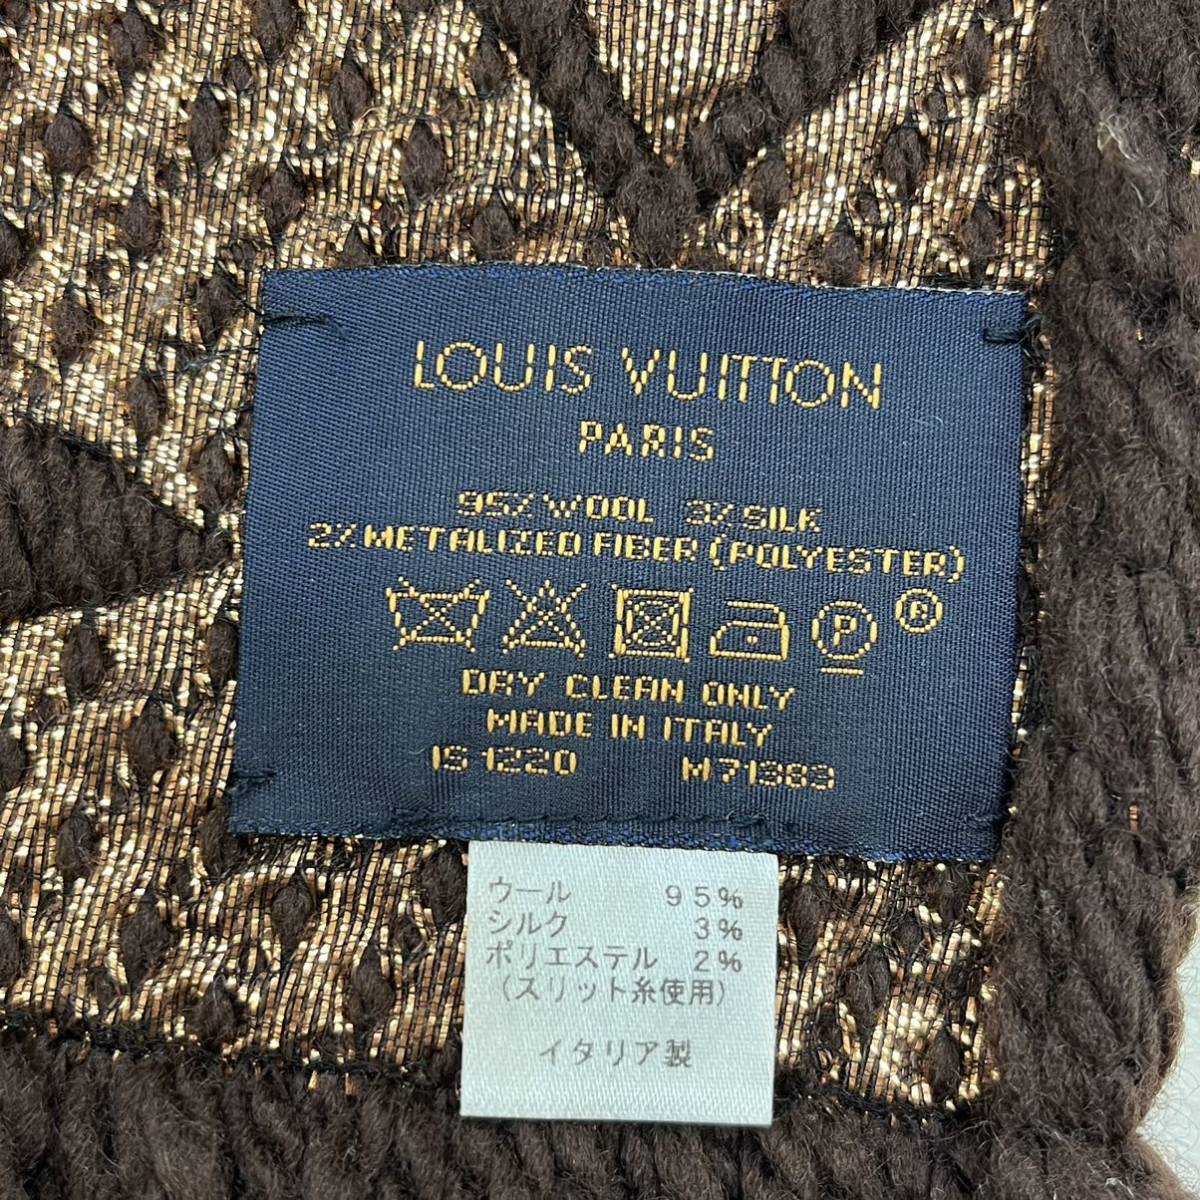 LOUIS VUITTON
PARIS
95% WOOL 3% SILK
2% METALIZED FIBER (POLYESTER)
P ®
DRY CLEAN ONLY
MADE IN ITALY
IS 1220 M71383
ウール 95%
シルク 3%
ポリエステル 2%
(スリット糸使用)
イタリア製